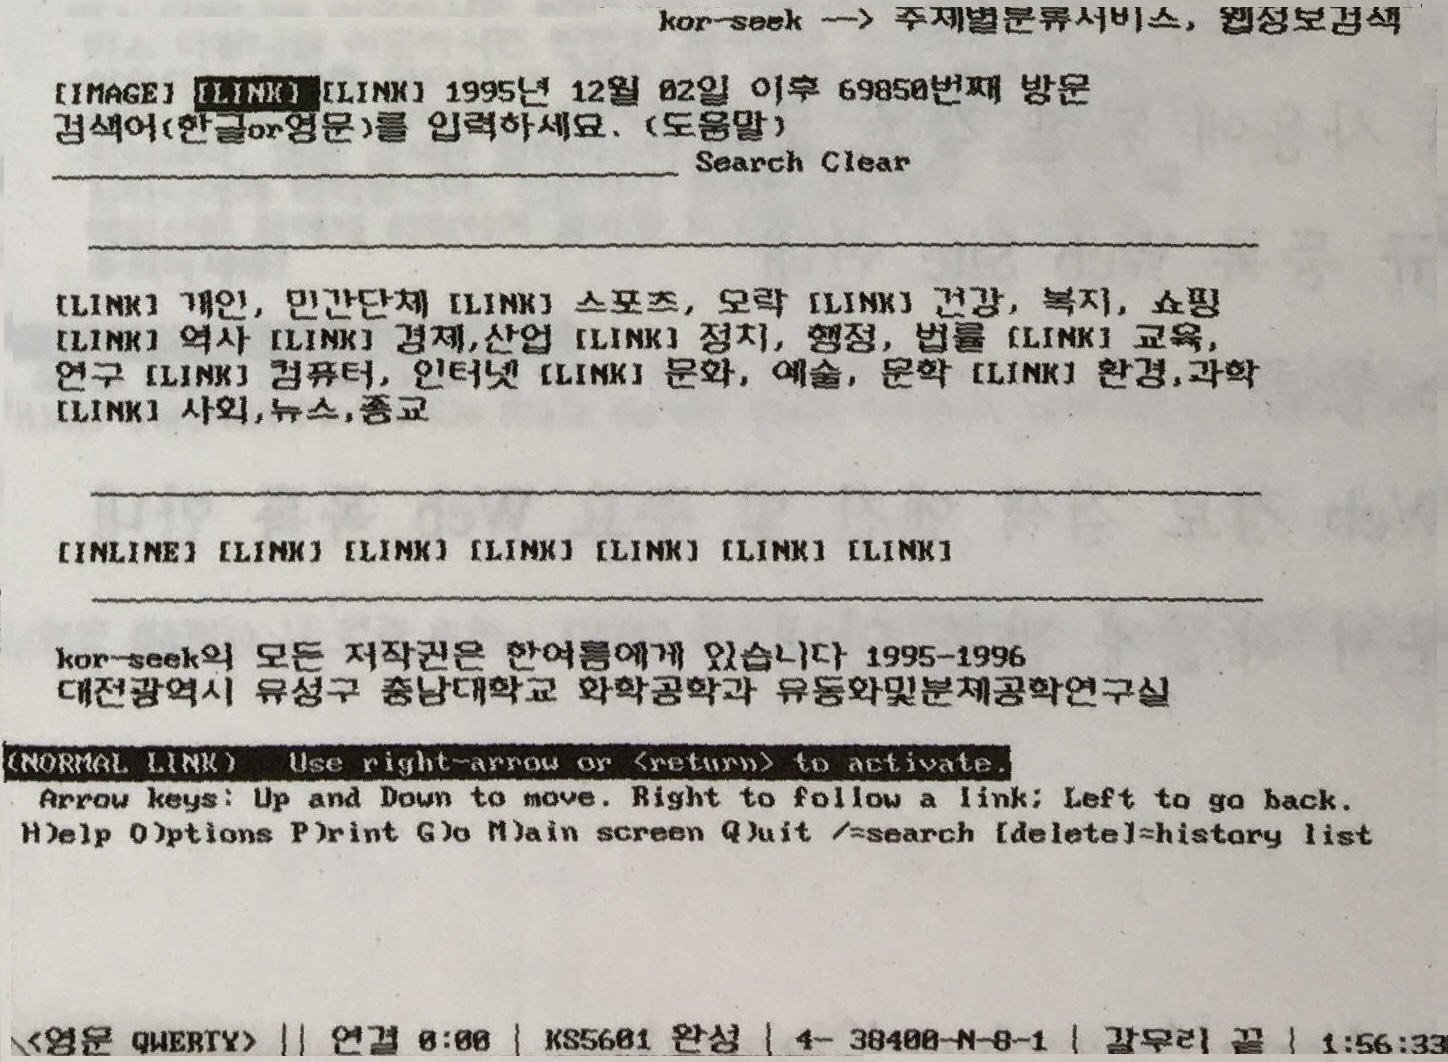 kor-seek --> 주제별분류서비스, 웹정보검색
[IMAGE] [LINK] [LINK] 1995년 12월 02일 이후 69850번째 방문
검색어(한글or영문)를 입력하세요. (도움말)
Search Clear
[LINK] 개인, 민간단체 [LINK] 스포츠, 오락 [LINK] 건강, 복지, 쇼핑
[LINK] 역사 [LINK] 경제,산업 [LINK] 정치, 행정, 법률 [LINK] 교육,
연구 [LINK] 컴퓨터, 인터넷 [LINK] 문화, 예술, 문학 [LINK] 환경,과학
[LINK] 사회,뉴스,종교
[INLINE] [LINK] [LINK] [LINK] [LINK] [LINK] [LINK]
kor-seek의 모든 저작권은 한여름에게 있습니다 1995-1996
대전광역시 유성구 충남대학교 화학공학과 유동화및분체공학연구실
(NORMAL LINK) Use right-arrow or <return> to activate.
Arrow keys: Up and Down to move. Right to follow a link; Left to go back.
H)elp O)ptions P)rint G)o M)ain screen Q)uit /=search [delete]=history list
<영문 QWERTY> || 연결 0:00 | KS5601 완성 | 4- 38400-N-8-1 | 갈무리 끝 | 1:56:33